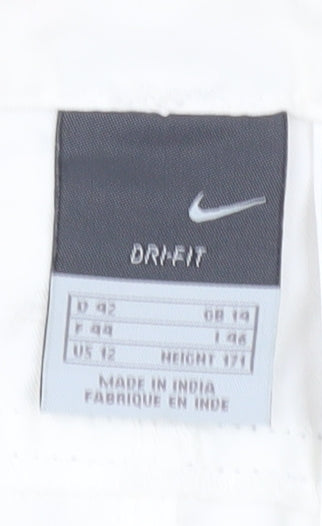 DRI-FIT
D 42 GB 14
F 44 I 46
US 12 HEIGHT 171
MADE IN INDIA
FABRIQUE EN INDE